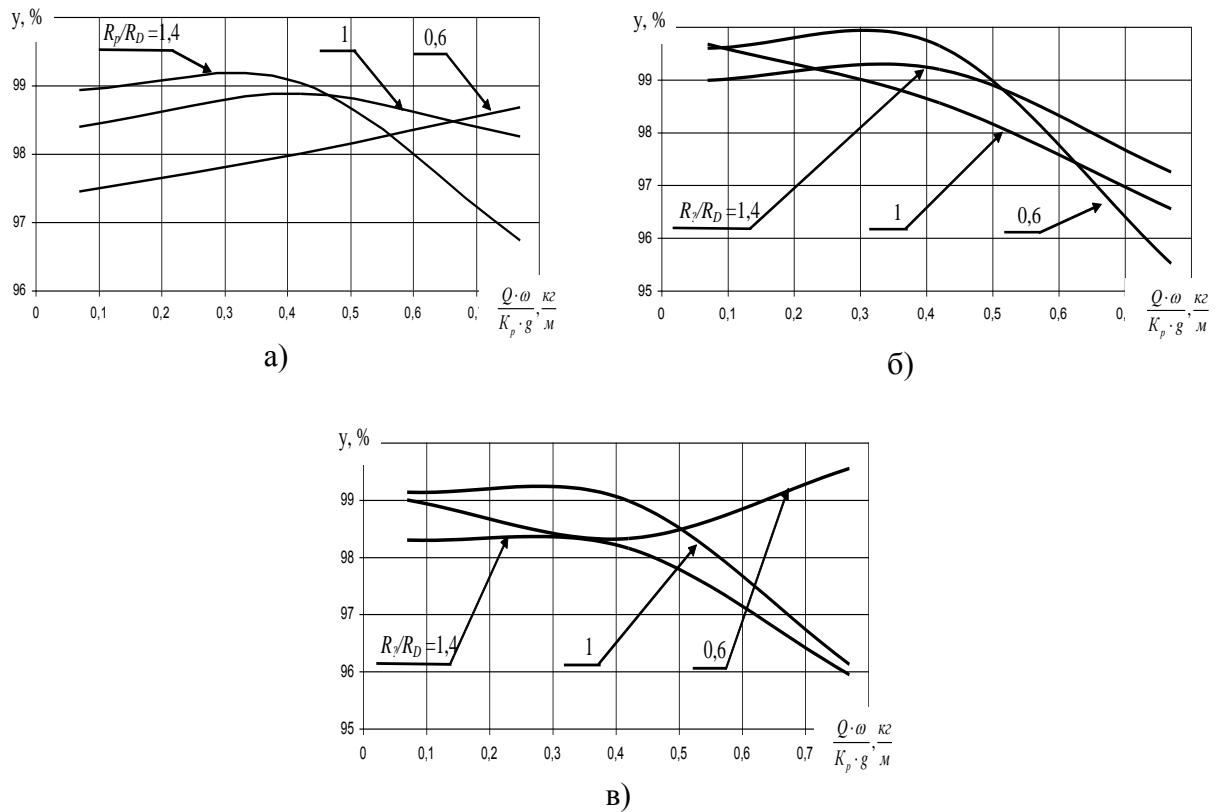 y, %
R_p/R_D =1,4
1
0,6
99
98
97
96
0 0,1 0,2 0,3 0,4 0,5 0,6 0,
Q·ω / K_p·g , кг / м
а)
y, %
99
98
97
96
95
R_?/R_D =1,4
1
0,6
0 0,1 0,2 0,3 0,4 0,5 0,6 0,
Q·ω / K_p·g , кг / м
б)
y, %
99
98
97
96
95
R_?/R_D =1,4
1
0,6
0 0,1 0,2 0,3 0,4 0,5 0,6 0,7
Q·ω / K_p·g , кг / м
в)